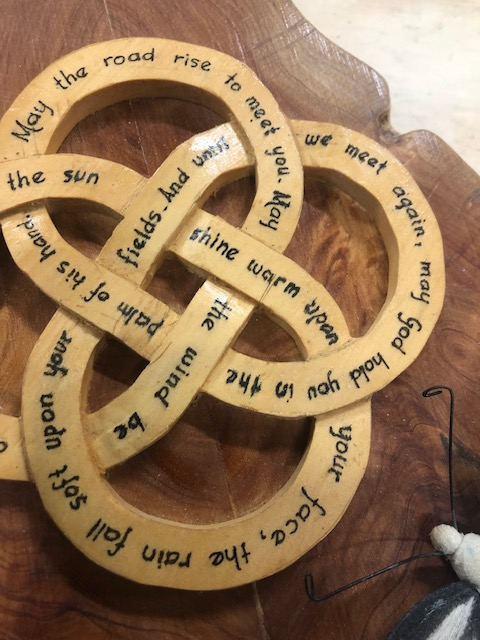 May the road rise to meet you. May
the wind be
the sun
shine warm upon
your face, the rain fall soft upon your
fields. And until
we meet again, may God hold you in the
palm of his hand.